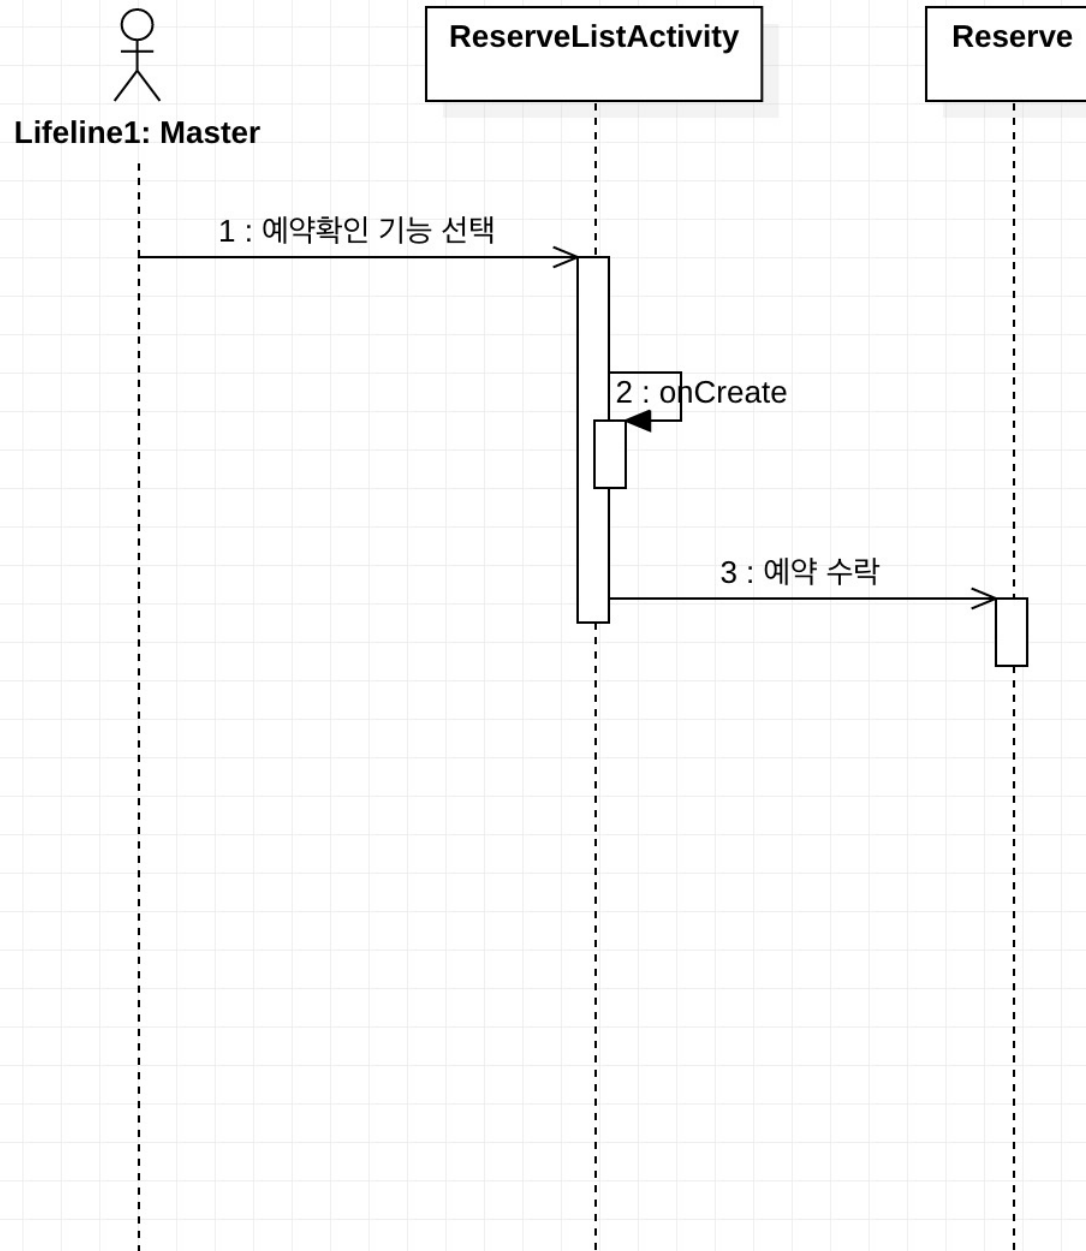 ReserveListActivity
Reserve
Lifeline1: Master
1 : 예약확인 기능 선택
2 : onCreate
3 : 예약 수락